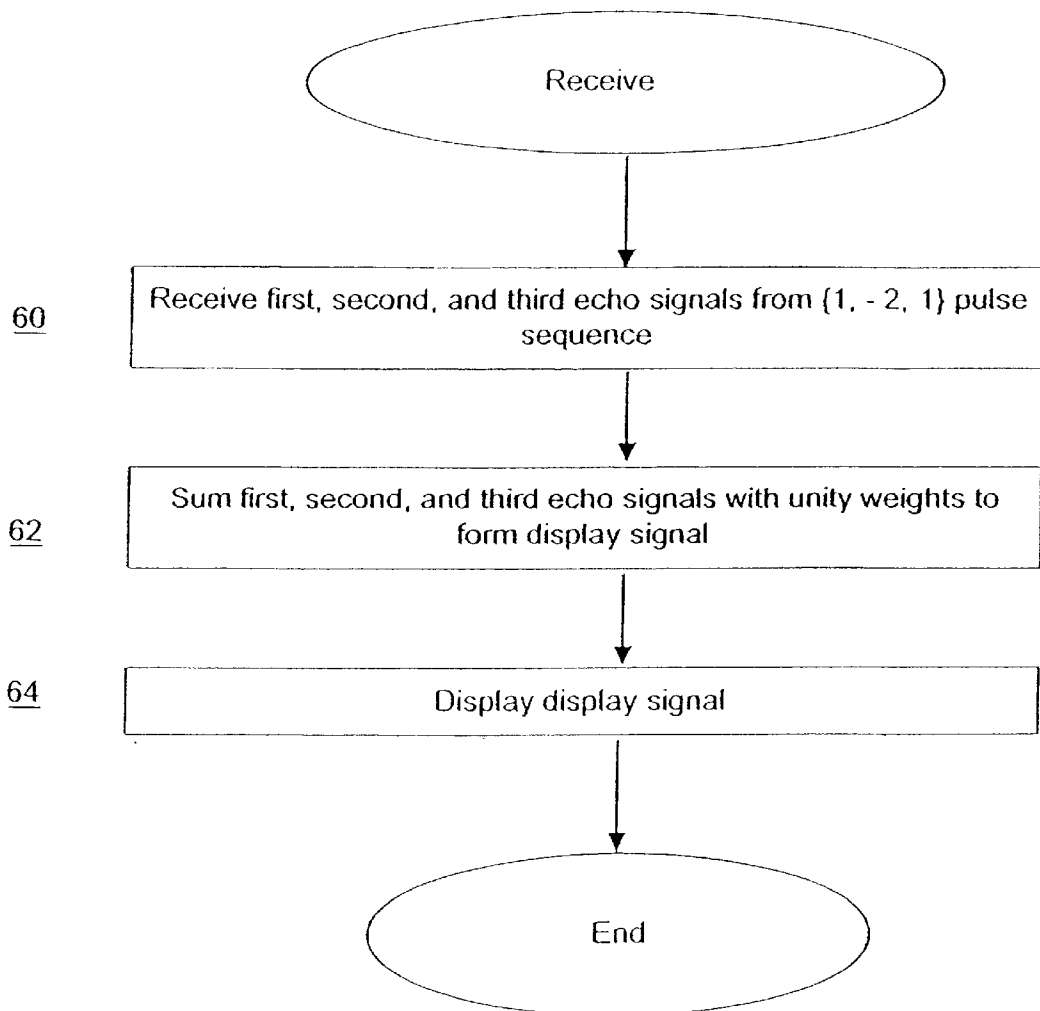 Receive
60
Receive first, second, and third echo signals from {1, - 2, 1} pulse
sequence
62
Sum first, second, and third echo signals with unity weights to
form display signal
64
Display display signal
End